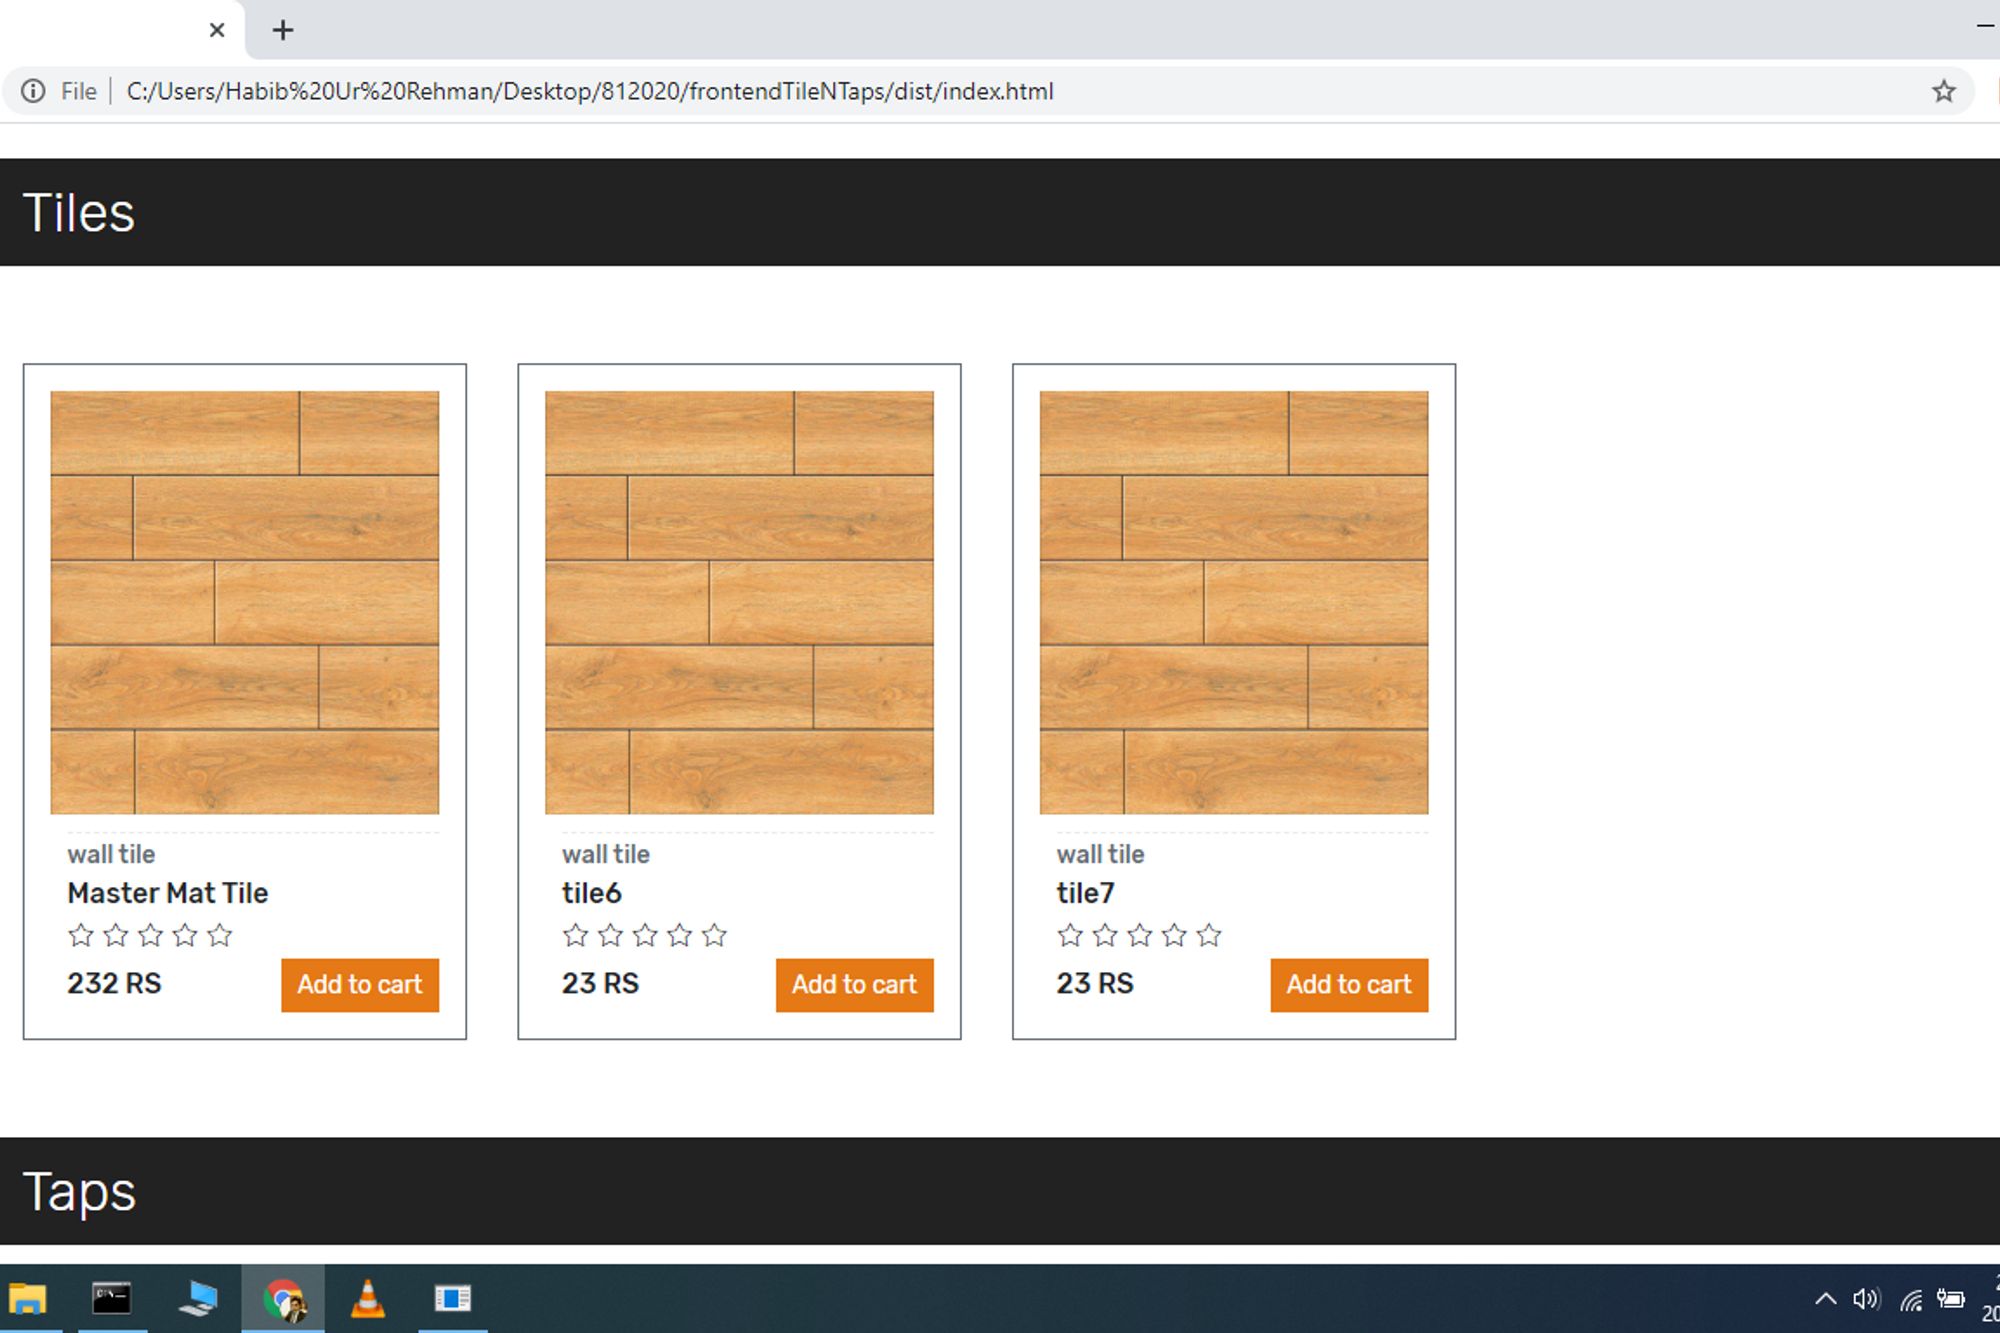 File
C:/Users/Habib%20Ur%20Rehman/Desktop/812020/frontendTileNTaps/dist/index.html
Tiles
wall tile
Master Mat Tile
232 RS
Add to cart
wall tile
tile6
23 RS
Add to cart
wall tile
tile7
23 RS
Add to cart
Taps